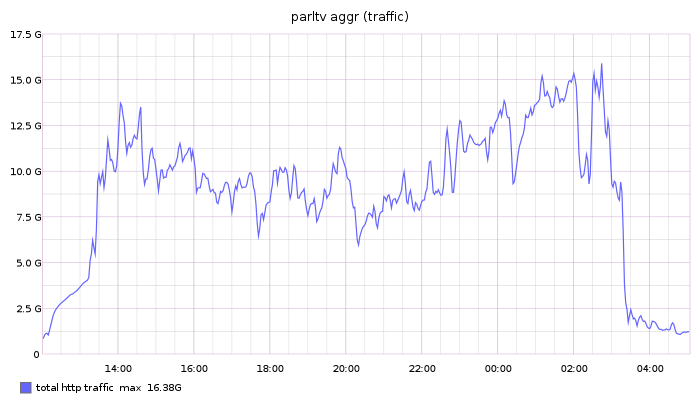 parltv aggr (traffic)
17.5 G
15.0 G
12.5 G
10.0 G
7.5 G
5.0 G
2.5 G
0
14:00 16:00 18:00 20:00 22:00 00:00 02:00 04:00
total http traffic max 16.38G